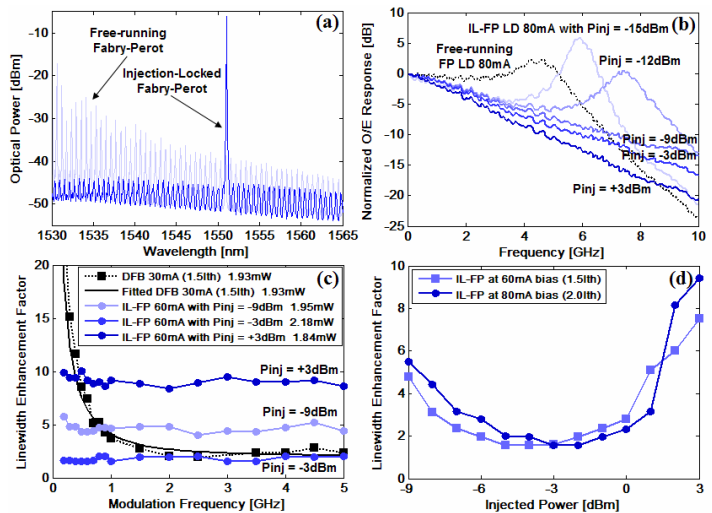 (a)
Free-running
Fabry-Perot
Injection-Locked
Fabry-Perot
Optical Power [dBm]
-10
-20
-30
-40
-50
1530 1535 1540 1545 1550 1555 1560 1565
Wavelength [nm]
(b)
IL-FP LD 80mA with Pinj = -15dBm
Free-running
FP LD 80mA
Pinj = -12dBm
Pinj = -9dBm
Pinj = -3dBm
Pinj = +3dBm
Normalized O/E Response [dB]
10
5
0
-5
-10
-15
-20
-25
0 2 4 6 8 10
Frequency [GHz]
(c)
DFB 30mA (1.5Ith) 1.93mW
Fitted DFB 30mA (1.5Ith) 1.93mW
IL-FP 60mA with Pinj = -9dBm 1.95mW
IL-FP 60mA with Pinj = -3dBm 2.18mW
IL-FP 60mA with Pinj = +3dBm 1.84mW
Pinj = +3dBm
Pinj = -9dBm
Pinj = -3dBm
Linewidth Enhancement Factor
20
15
10
5
0
0 1 2 3 4 5
Modulation Frequency [GHz]
(d)
IL-FP at 60mA bias (1.5Ith)
IL-FP at 80mA bias (2.0Ith)
Linewidth Enhancement Factor
10
8
6
4
2
0
-9 -6 -3 0 3
Injected Power [dBm]